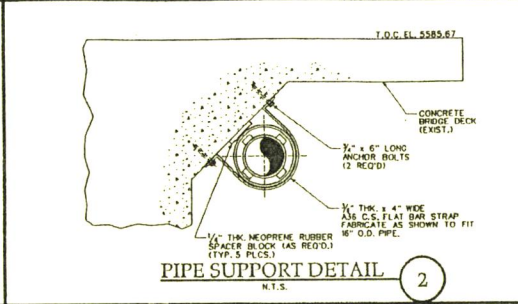 T.O.C. EL. 5585.67
CONCRETE
BRIDGE DECK
(EXIST.)
¾" x 6" LONG
ANCHOR BOLTS
(2 REQ'D)
THK. x 4" WIDE
A36 C.S. FLAT BAR STRAP
FABRICATE AS SHOWN TO FIT
16" O.D. PIPE.
¼" THK. NEOPRENE RUBBER
SPACER BLOCK (AS REQ'D.)
(TYP. 5 PLCS.)
PIPE SUPPORT DETAIL
2
N.T.S.